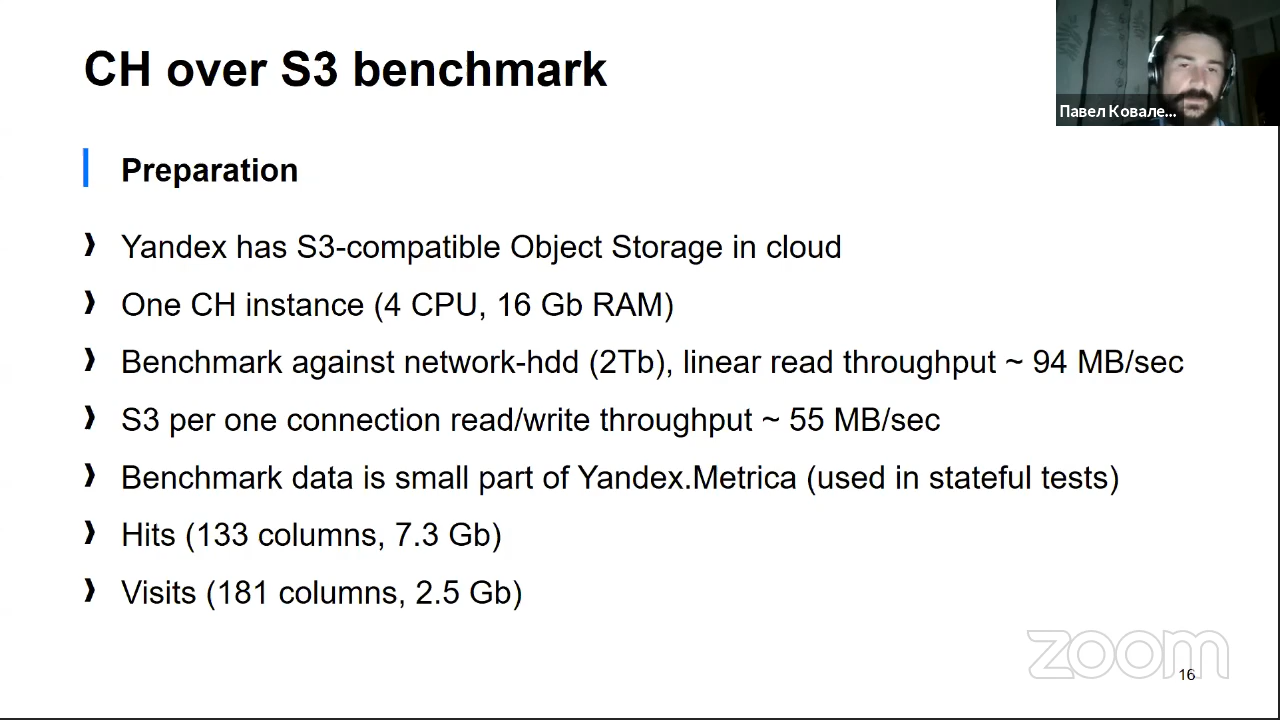 CH over S3 benchmark
Павел Ковале...
Preparation
Yandex has S3-compatible Object Storage in cloud
One CH instance (4 CPU, 16 Gb RAM)
Benchmark against network-hdd (2Tb), linear read throughput ~ 94 MB/sec
S3 per one connection read/write throughput ~ 55 MB/sec
Benchmark data is small part of Yandex.Metrica (used in stateful tests)
Hits (133 columns, 7.3 Gb)
Visits (181 columns, 2.5 Gb)
zoom
16